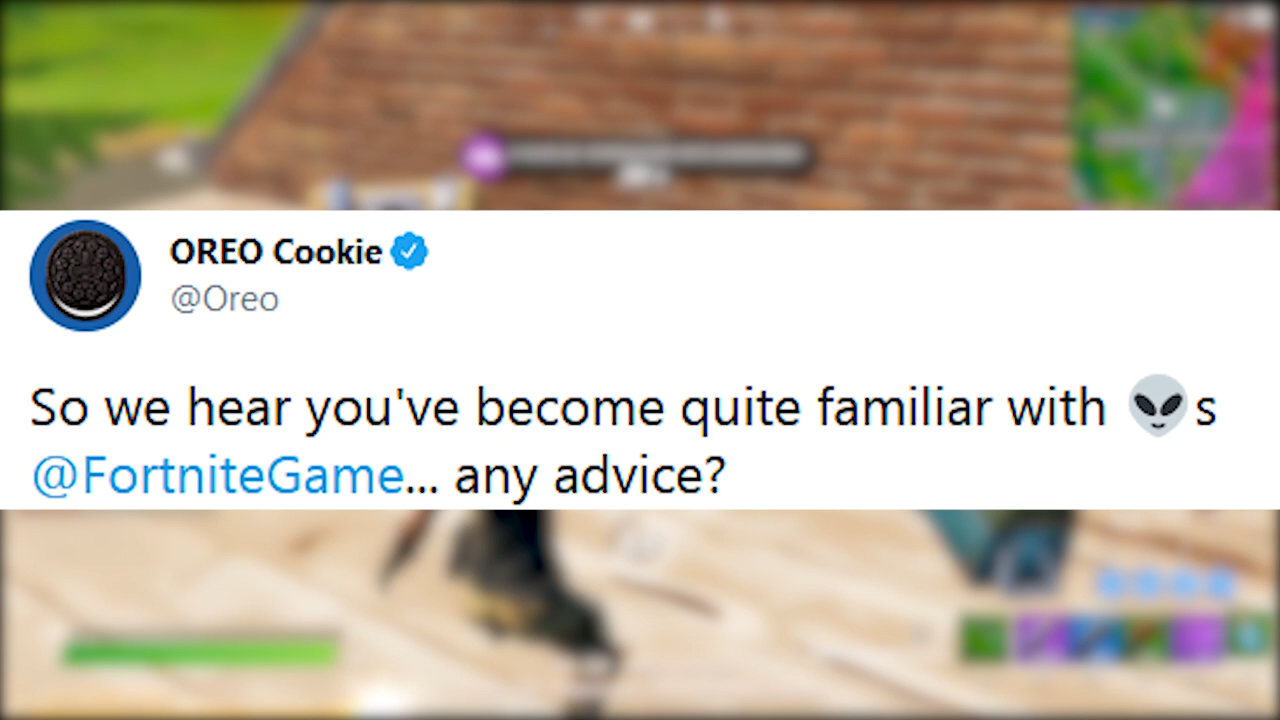 OREO Cookie
@Oreo
So we hear you've become quite familiar with 👽s
@FortniteGame... any advice?